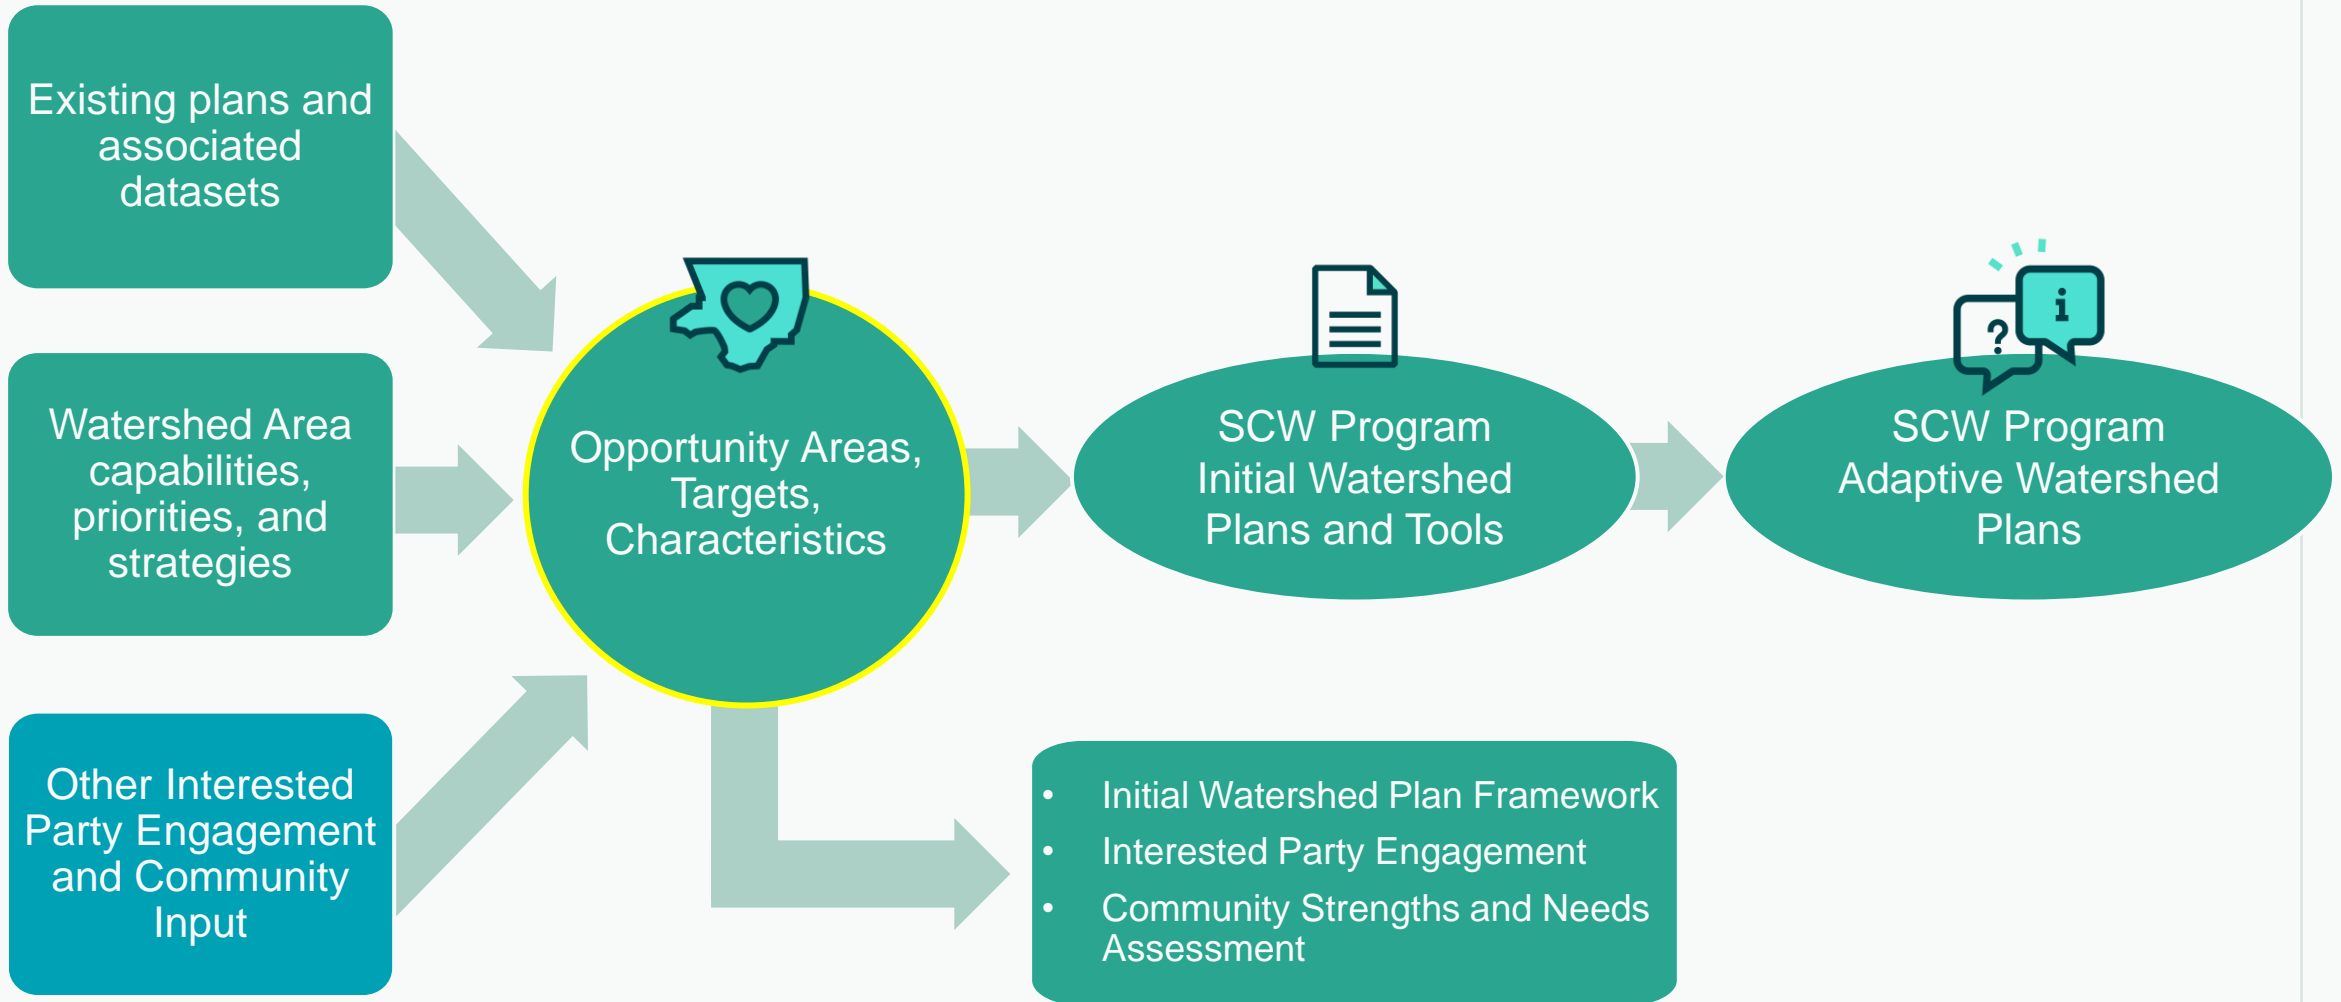 Existing plans and
associated
datasets
Watershed Area
capabilities,
priorities, and
strategies
Other Interested
Party Engagement
and Community
Input
Opportunity Areas,
Targets,
Characteristics
SCW Program
Initial Watershed
Plans and Tools
?
i
SCW Program
Adaptive Watershed
Plans
• Initial Watershed Plan Framework
• Interested Party Engagement
• Community Strengths and Needs
Assessment